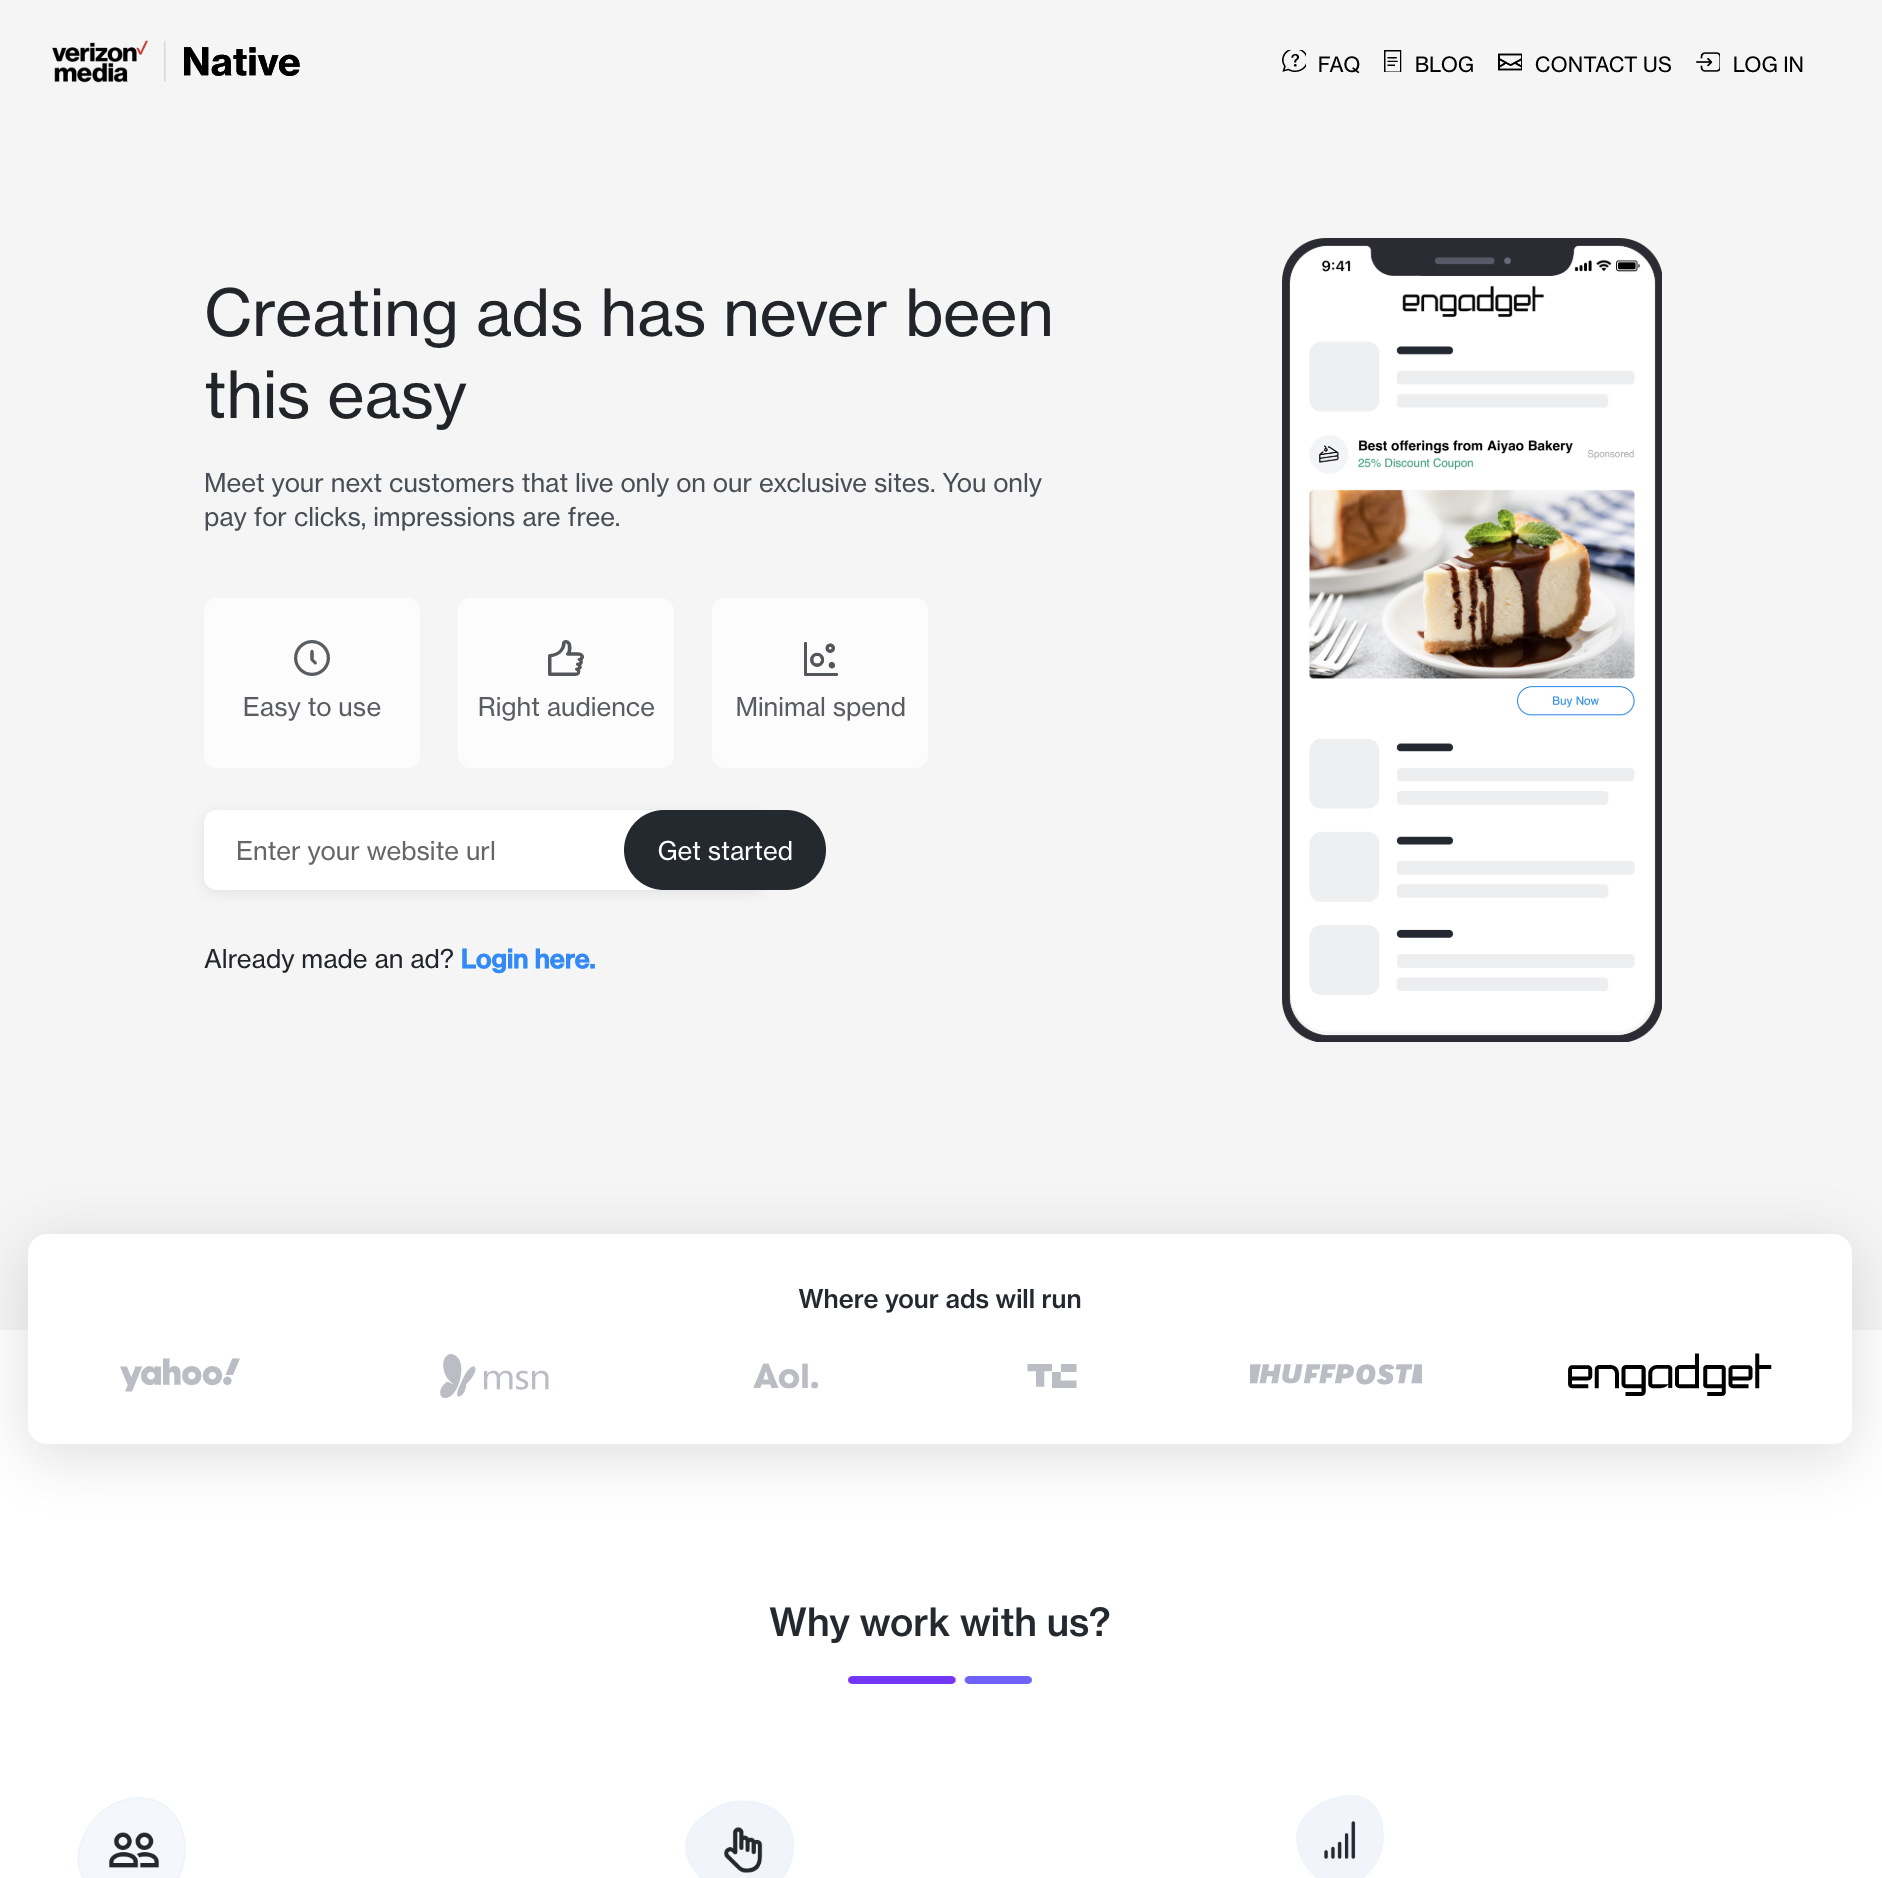 verizon
media
Native
FAQ
BLOG
CONTACT US
LOG IN
Creating ads has never been
this easy
Meet your next customers that live only on our exclusive sites. You only
pay for clicks, impressions are free.
Easy to use
Right audience
Minimal spend
Enter your website url
Get started
Already made an ad? Login here.
9:41
engadget
Best offerings from Aiyao Bakery
25% Discount Coupon
Sponsored
Buy Now
Where your ads will run
yahoo!
msn
Aol.
TC
HUFFPOST
engadget
Why work with us?